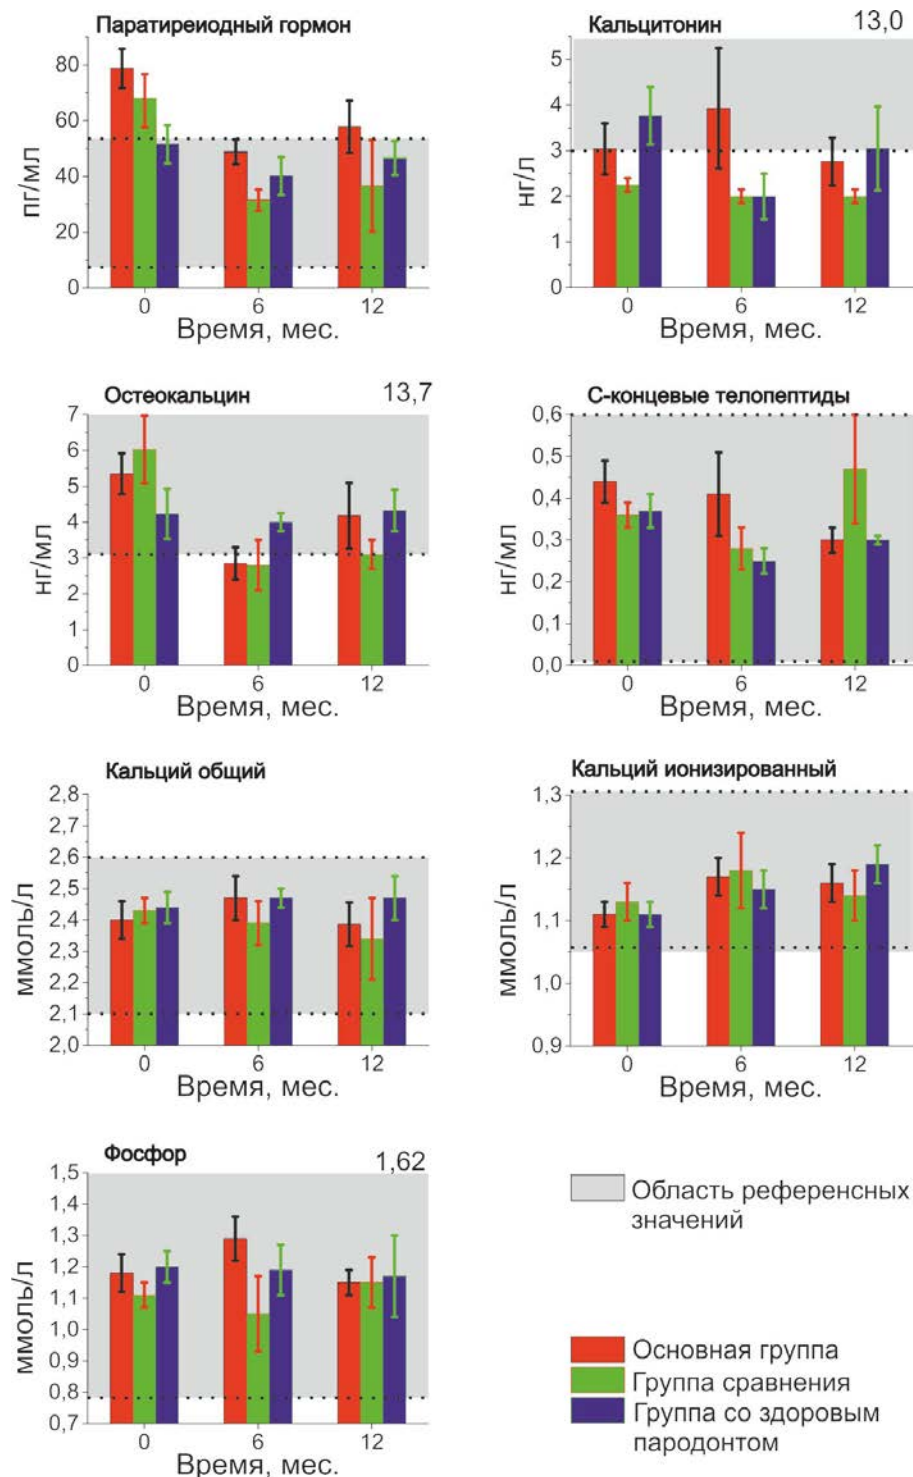 Паратиреиодный гормон
80
60
40
20
0
пг/мл
0 6 12
Время, мес.
Кальцитонин 13,0
5
4
3
2
1
0
нг/л
0 6 12
Время, мес.
Остеокальцин 13,7
7
6
5
4
3
2
1
0
нг/мл
0 6 12
Время, мес.
С-концевые телопептиды
0,6
0,5
0,4
0,3
0,2
0,1
0,0
нг/мл
0 6 12
Время, мес.
Кальций общий
2,8
2,7
2,6
2,5
2,4
2,3
2,2
2,1
2,0
ммоль/л
0 6 12
Время, мес.
Кальций ионизированный
1,3
1,2
1,1
1,0
0,9
ммоль/л
0 6 12
Время, мес.
Фосфор 1,62
1,5
1,4
1,3
1,2
1,1
1,0
0,9
0,8
0,7
ммоль/л
0 6 12
Время, мес.
Область референсных
значений
Основная группа
Группа сравнения
Группа со здоровым
пародонтом